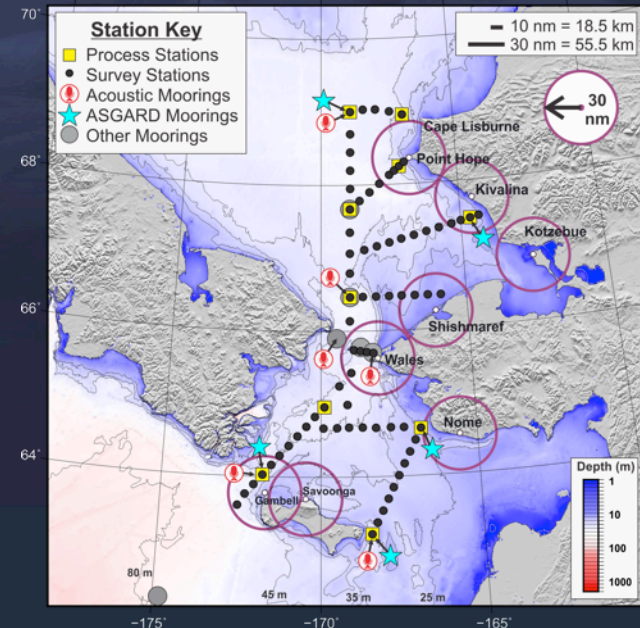 70˚
Station Key
Process Stations
Survey Stations
Acoustic Moorings
ASGARD Moorings
Other Moorings
10 nm = 18.5 km
30 nm = 55.5 km
30
nm
Cape Lisburne
68˚
Point Hope
Kivalina
Kotzebue
66˚
Shishmaref
Wales
Nome
64˚
Gambell
Savoonga
Depth (m)
1
10
100
1000
80 m
45 m
35 m
25 m
−175˚
−170˚
−165˚